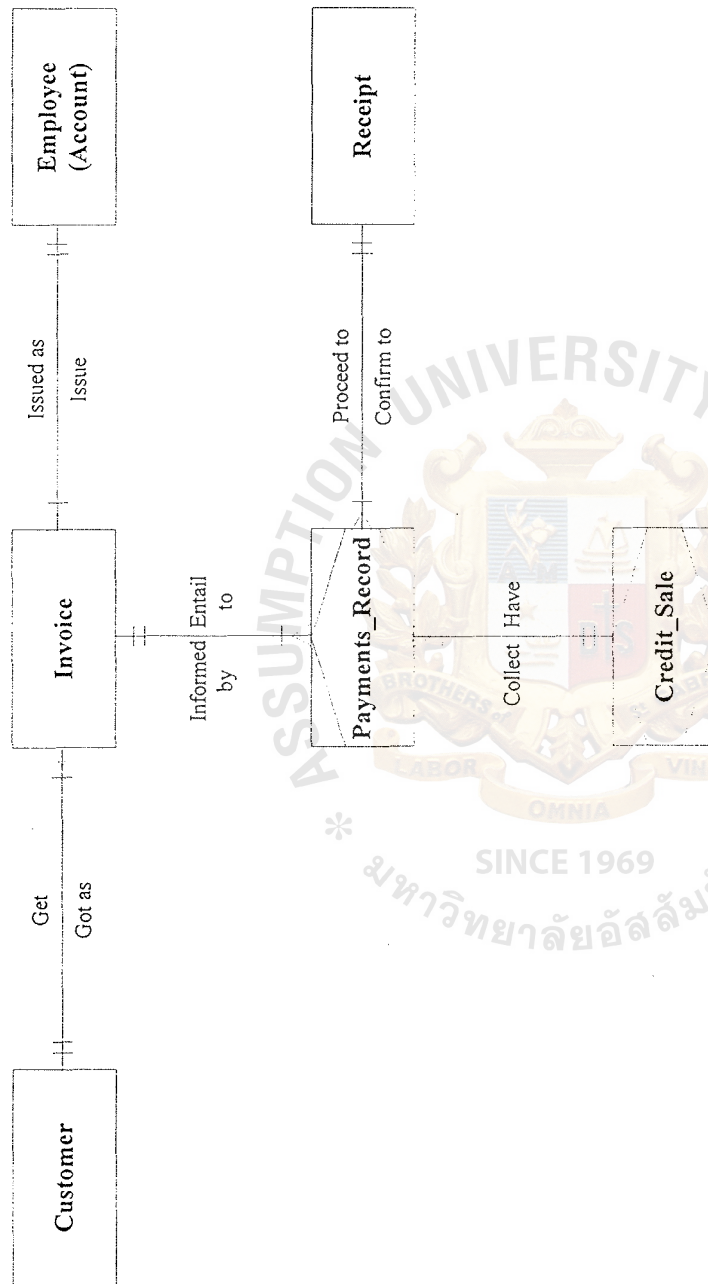 Customer
Get
Got as
Invoice
Issued as
Issue
Employee
(Account)
Informed Entail
by to
Payments_Record
Proceed to
Confirm to
Receipt
Collect Have
Credit_Sale
ASSUMPTION UNIVERSITY
BROTHERS of
D S
LABOR
OMNIA
SINCE 1969